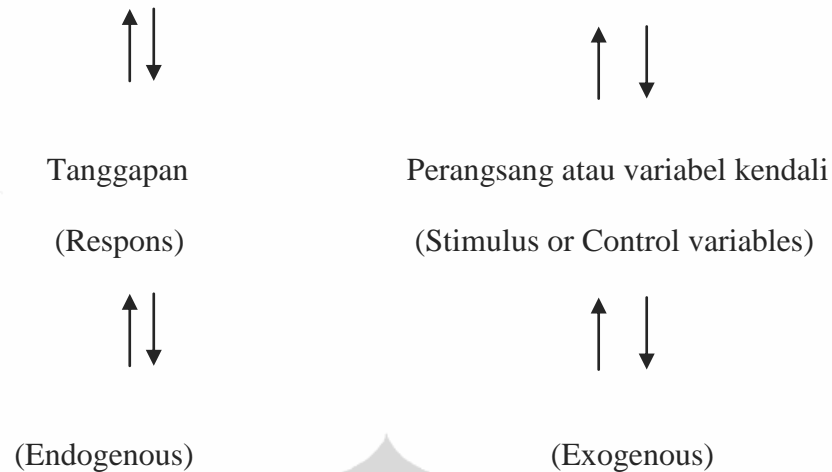 Tanggapan
Perangsang atau variabel kendali
(Respons)
(Stimulus or Control variables)
(Endogenous)
(Exogenous)